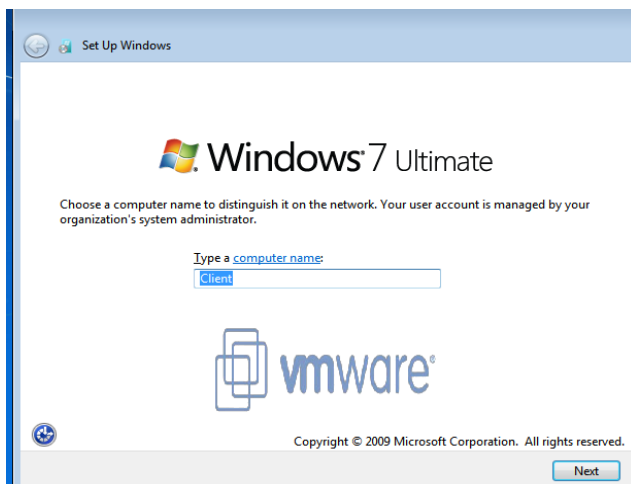 Set Up Windows
Windows 7 Ultimate
Choose a computer name to distinguish it on the network. Your user account is managed by your
organization's system administrator.
Type a computer name:
Client
vmware®
Copyright © 2009 Microsoft Corporation. All rights reserved.
Next